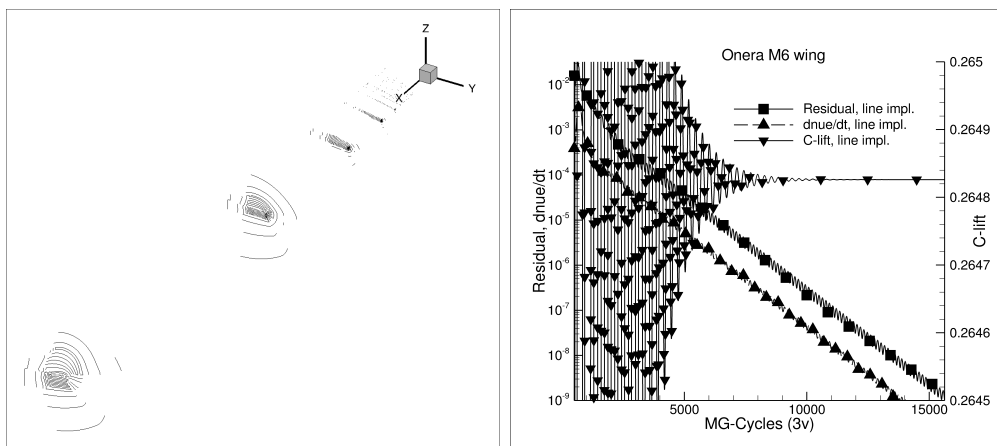 Z
Y
X
Onera M6 wing
Residual, line impl.
dnue/dt, line impl.
C-lift, line impl.
Residual, dnue/dt
10-2
10-3
10-4
10-5
10-6
10-7
10-8
10-9
0.265
0.2649
0.2648
0.2647
0.2646
0.2645
C-lift
5000
10000
15000
MG-Cycles (3v)